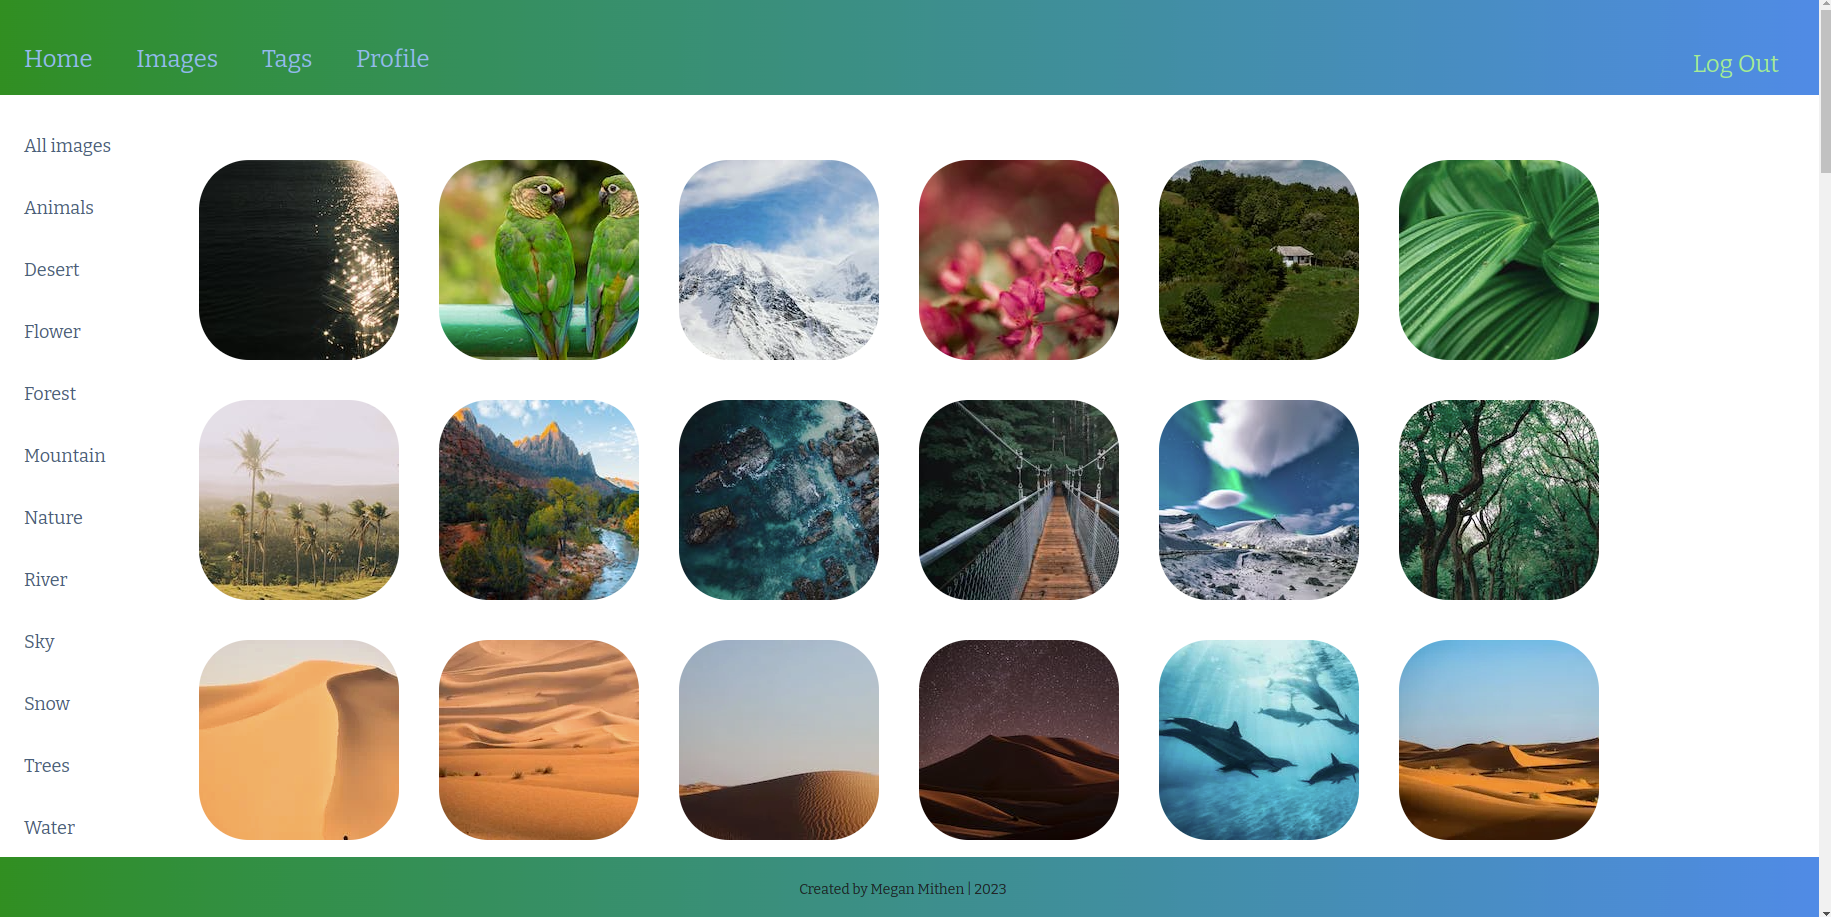 Home Images Tags Profile
Log Out
All images
Animals
Desert
Flower
Forest
Mountain
Nature
River
Sky
Snow
Trees
Water
Created by Megan Mithen | 2023